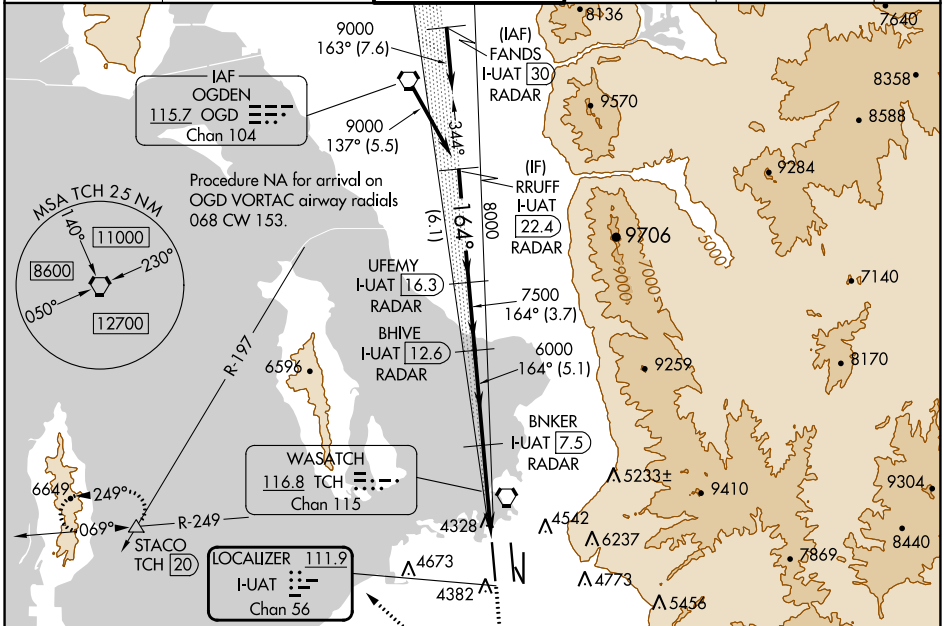 8136
7640
9000
163° (7.6)
(IAF)
FANDS
I-UAT 30
RADAR
8358
8588
9570
IAF
OGDEN
115.7 OGD
Chan 104
9000
137° (5.5)
344°
9284
Procedure NA for arrival on
OGD VORTAC airway radials
068 CW 153.
(IF)
RRUFF
I-UAT
22.4
RADAR
MSA TCH 25 NM
140°
11000
8600
230°
050°
12700
(6.1)
164°
8000
9706
5000
7000
9000
7140
UFEMY
I-UAT 16.3
RADAR
7500
164° (3.7)
BHIVE
I-UAT 12.6
RADAR
6000
164° (5.1)
R-197
6596
9259
8170
BNKER
I-UAT 7.5
RADAR
WASATCH
116.8 TCH
Chan 115
5233±
9410
9304
6649
249°
069°
R-249
STACO
TCH 20
4328
4542
6237
8440
7869
LOCALIZER 111.9
I-UAT
Chan 56
4673
4382
4773
5456